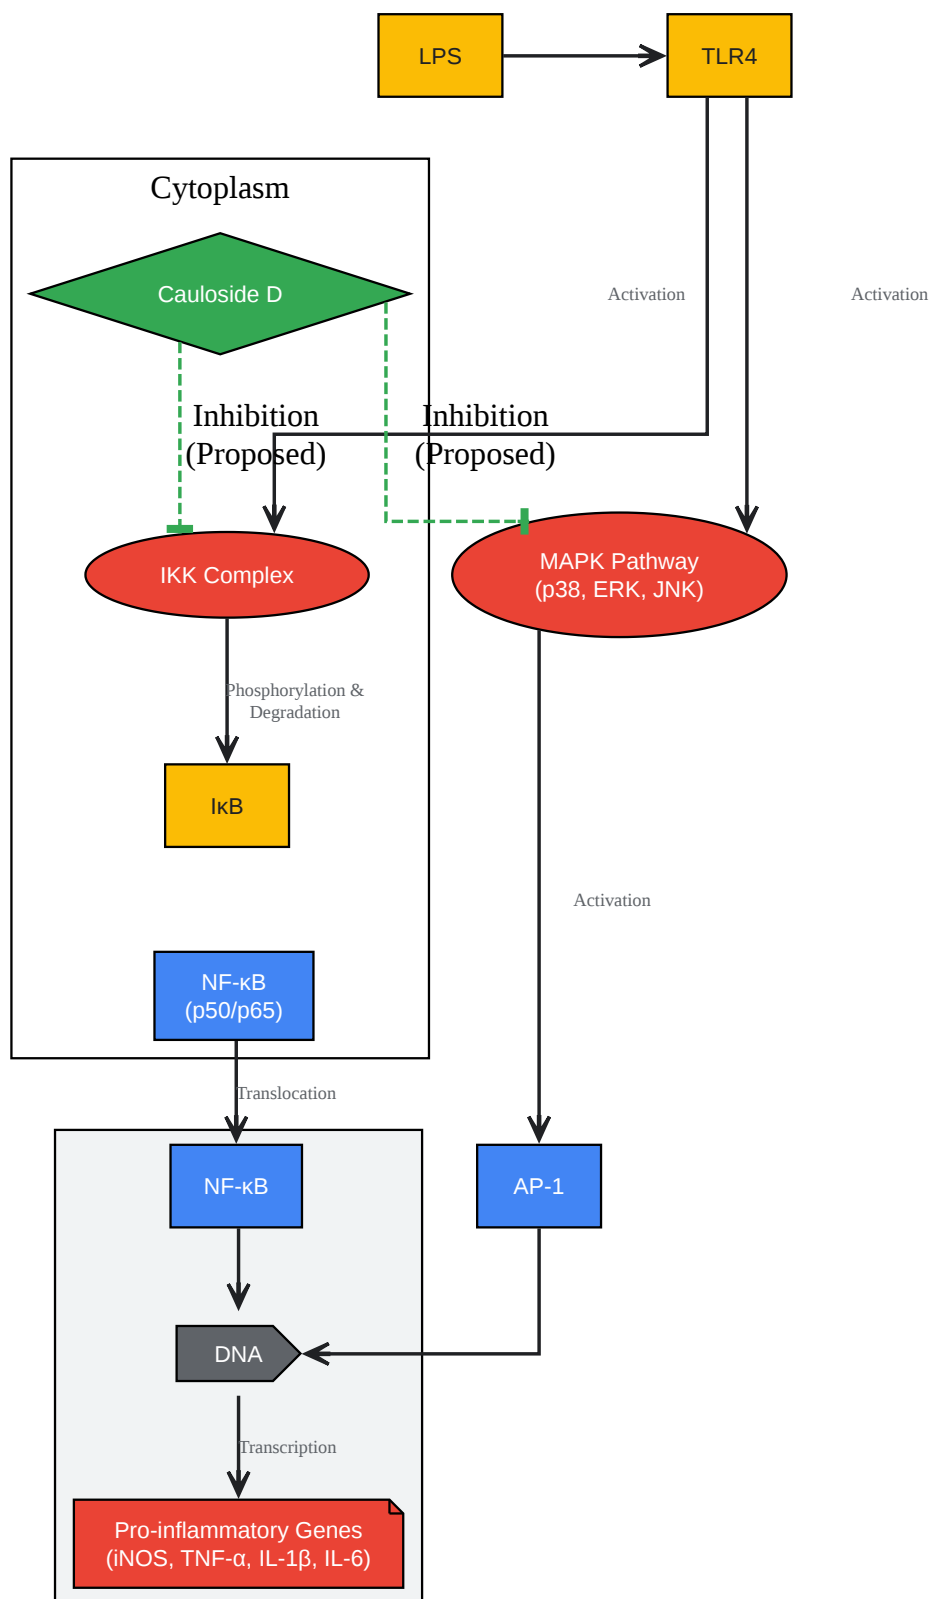 LPS
TLR4
Cytoplasm
Cauloside D
Activation
Activation
Inhibition
(Proposed)
Inhibition
(Proposed)
IKK Complex
MAPK Pathway
(p38, ERK, JNK)
Phosphorylation &
Degradation
IκB
Activation
NF-κB
(p50/p65)
Translocation
NF-κB
AP-1
DNA
Transcription
Pro-inflammatory Genes
(iNOS, TNF-α, IL-1β, IL-6)